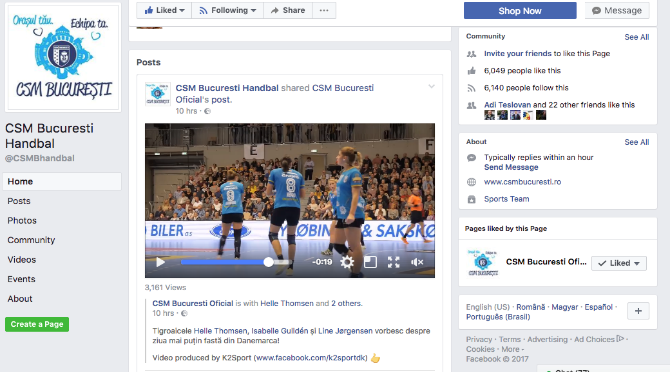 Orașul tău. Echipa ta.
CSM BUCUREȘTI
CSM Bucuresti
Handbal
@CSMBhandbal
Home
Posts
Photos
Community
Videos
Events
About
Create a Page
Liked
Following
Share
Shop Now
Message
Posts
CSM Bucuresti Handbal shared CSM Bucuresti
Oficial's post.
10 hrs
E
F
8
8
BILER
SAKSKØ
-0:19
3,161 Views
CSM Bucuresti Oficial is with Helle Thomsen and 2 others.
10 hrs
Tigroaicele Helle Thomsen, Isabelle Gulldén și Line Jørgensen vorbesc despre
ziua mai puțin fastă din Danemarca!
Video produced by K2Sport (www.facebook.com/k2sportdk)
Community
See All
Invite your friends to like this Page
6,049 people like this
6,140 people follow this
Adi Teslovan and 22 other friends like this
About
See All
Typically replies within an hour
Send Message
www.csmbucuresti.ro
Sports Team
Pages liked by this Page
CSM Bucuresti Ofi...
Liked
English (US) · Română · Magyar · Español ·
Português (Brasil)
+
Privacy · Terms · Advertising · Ad Choices
Cookies · More
Facebook © 2017